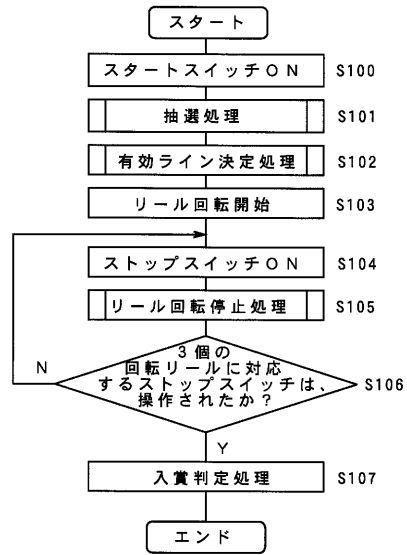 スタート
スタートスイッチON S100
抽選処理 S101
有効ライン決定処理 S102
リール回転開始 S103
ストップスイッチON S104
リール回転停止処理 S105
3個の
回転リールに対応
するストップスイッチは、
操作されたか?
S106
N
Y
入賞判定処理 S107
エンド